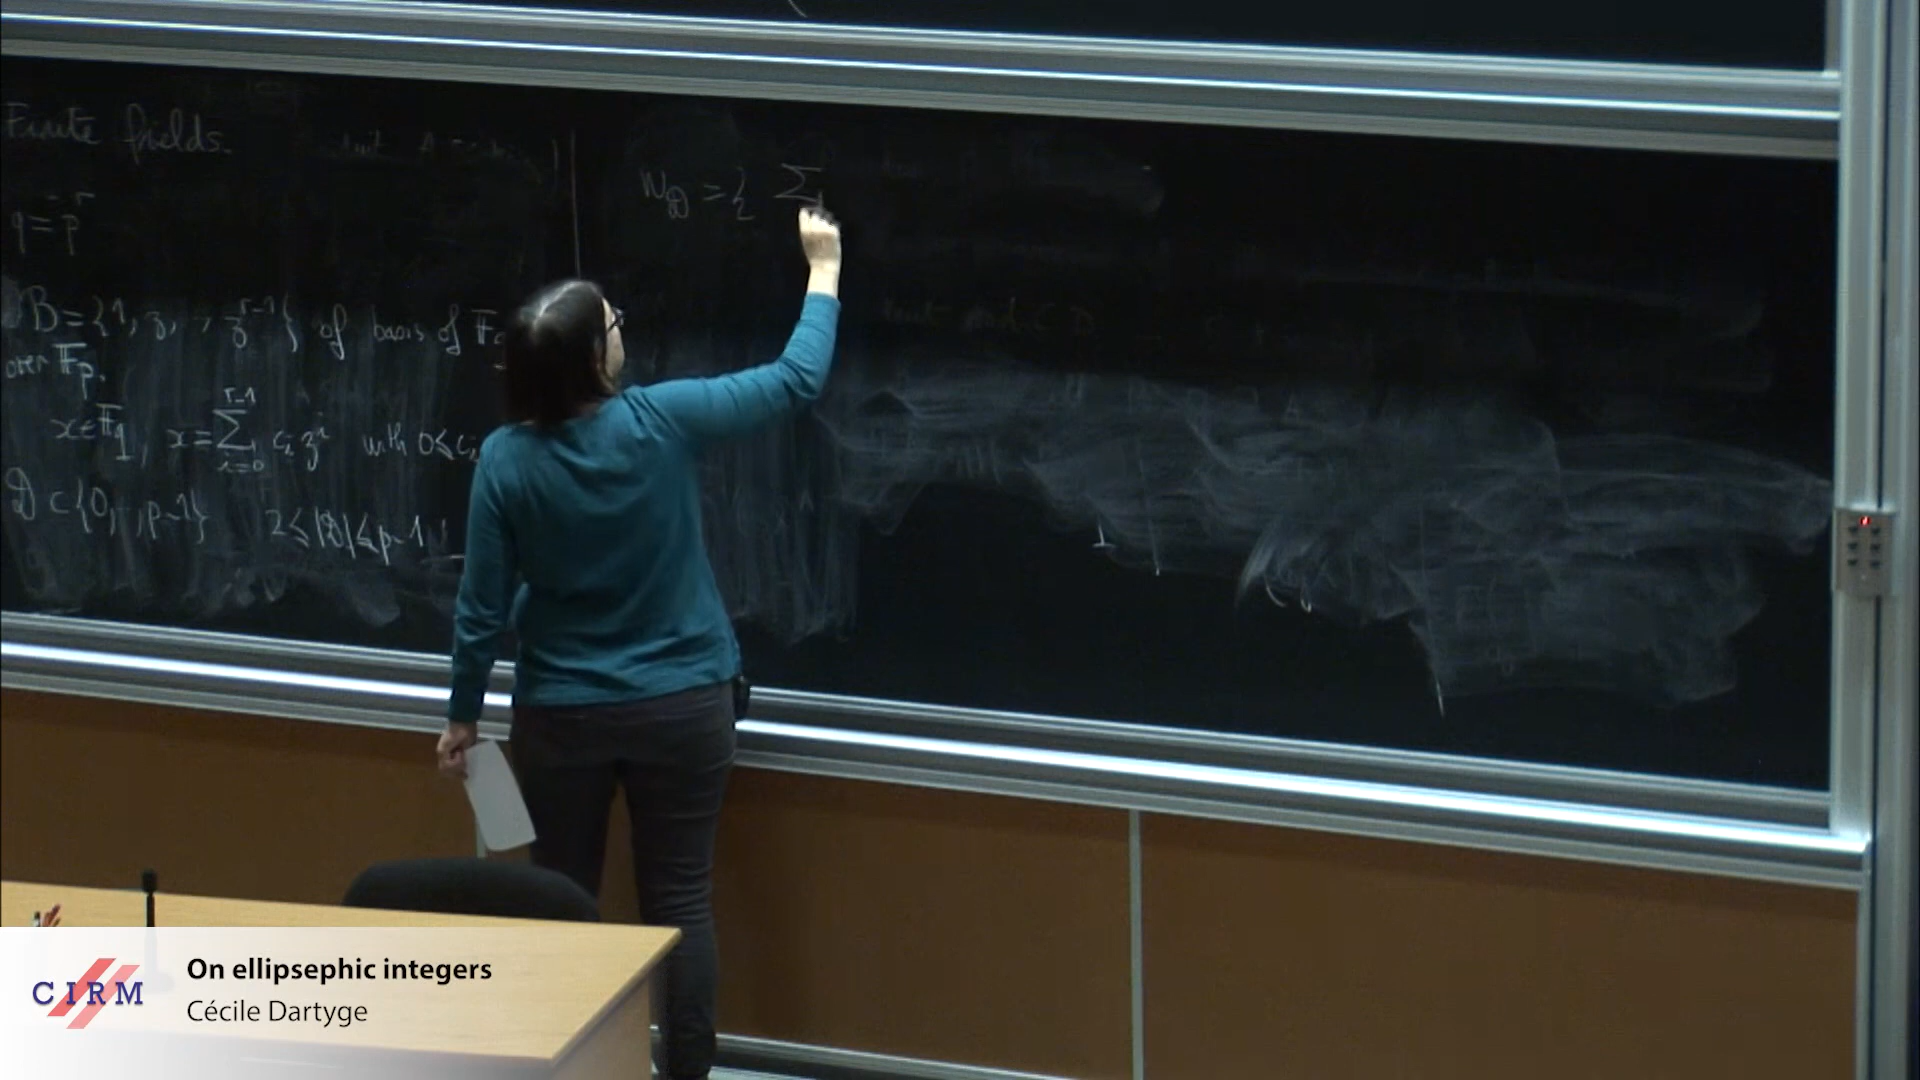 Finite fields.
q = p^r
B = {1, z, .., z^{r-1}} of basis of F_q
over F_p.
x ∈ F_q, x = ∑_{i=0}^{r-1} c_i z^i with 0 ≤ c_i
D ⊂ {0, .., p-1} 2 ≤ |D| ≤ p-1
W_D = { ∑
On ellipsephic integers
CIRM
Cécile Dartyge